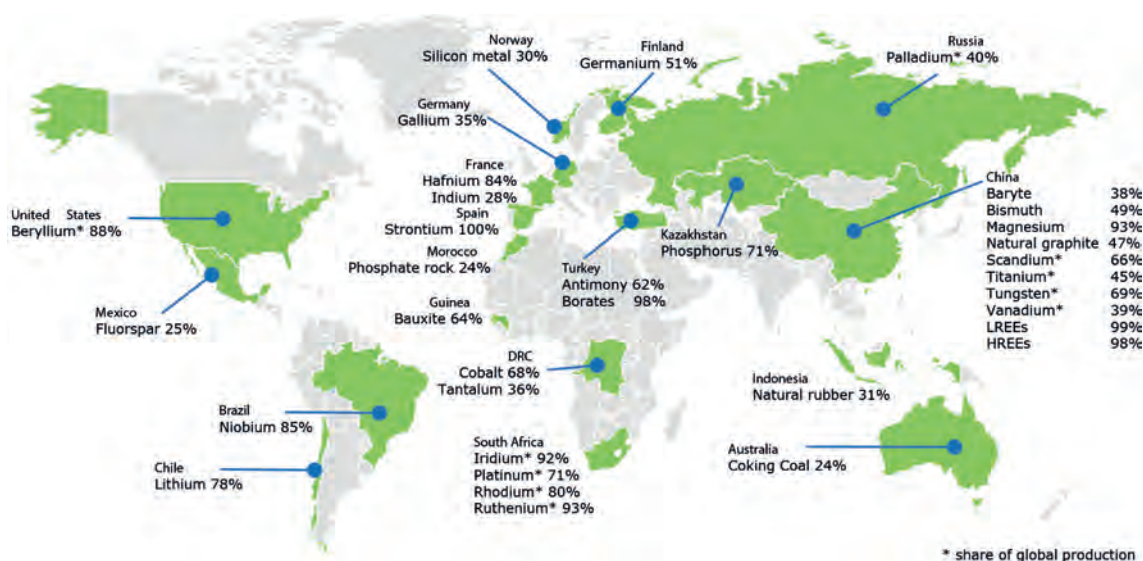 Norway
Silicon metal 30%
Finland
Germanium 51%
Russia
Palladium* 40%
Germany
Gallium 35%
France
Hafnium 84%
Indium 28%
Spain
Strontium 100%
Morocco
Phosphate rock 24%
Guinea
Bauxite 64%
United States
Beryllium* 88%
Mexico
Fluorspar 25%
Turkey
Antimony 62%
Borates 98%
Kazakhstan
Phosphorus 71%
China
Baryte 38%
Bismuth 49%
Magnesium 93%
Natural graphite 47%
Scandium* 66%
Titanium* 45%
Tungsten* 69%
Vanadium* 39%
LREEs 99%
HREEs 98%
DRC
Cobalt 68%
Tantalum 36%
Indonesia
Natural rubber 31%
Brazil
Niobium 85%
Chile
Lithium 78%
South Africa
Iridium* 92%
Platinum* 71%
Rhodium* 80%
Ruthenium* 93%
Australia
Coking Coal 24%
* share of global production